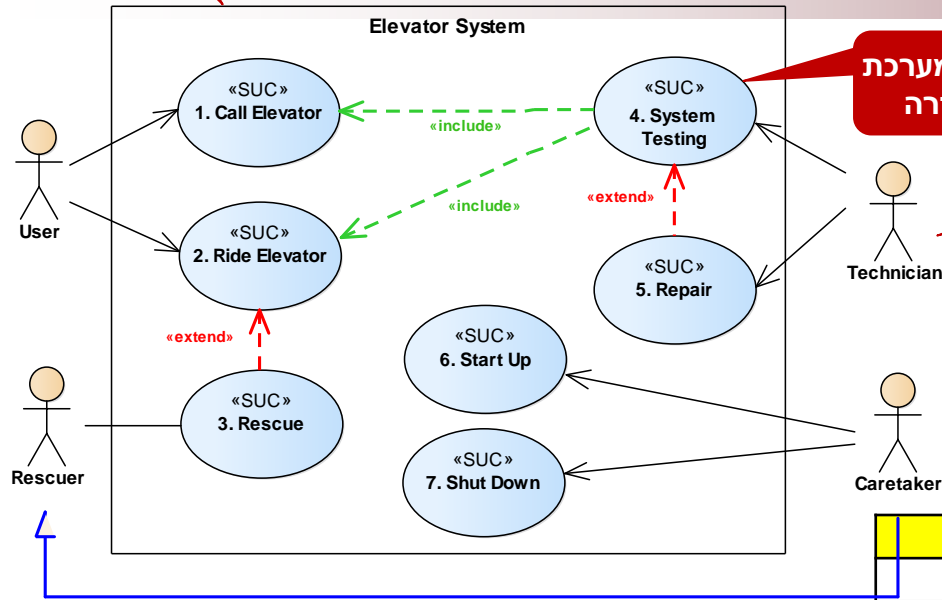 Elevator System
«SUC»
1. Call Elevator
«include»
«SUC»
4. System
Testing
מערכת
User
«include»
«extend»
«SUC»
2. Ride Elevator
«SUC»
5. Repair
Technician
«extend»
«SUC»
6. Start Up
«SUC»
3. Rescue
Rescuer
«SUC»
7. Shut Down
Caretaker